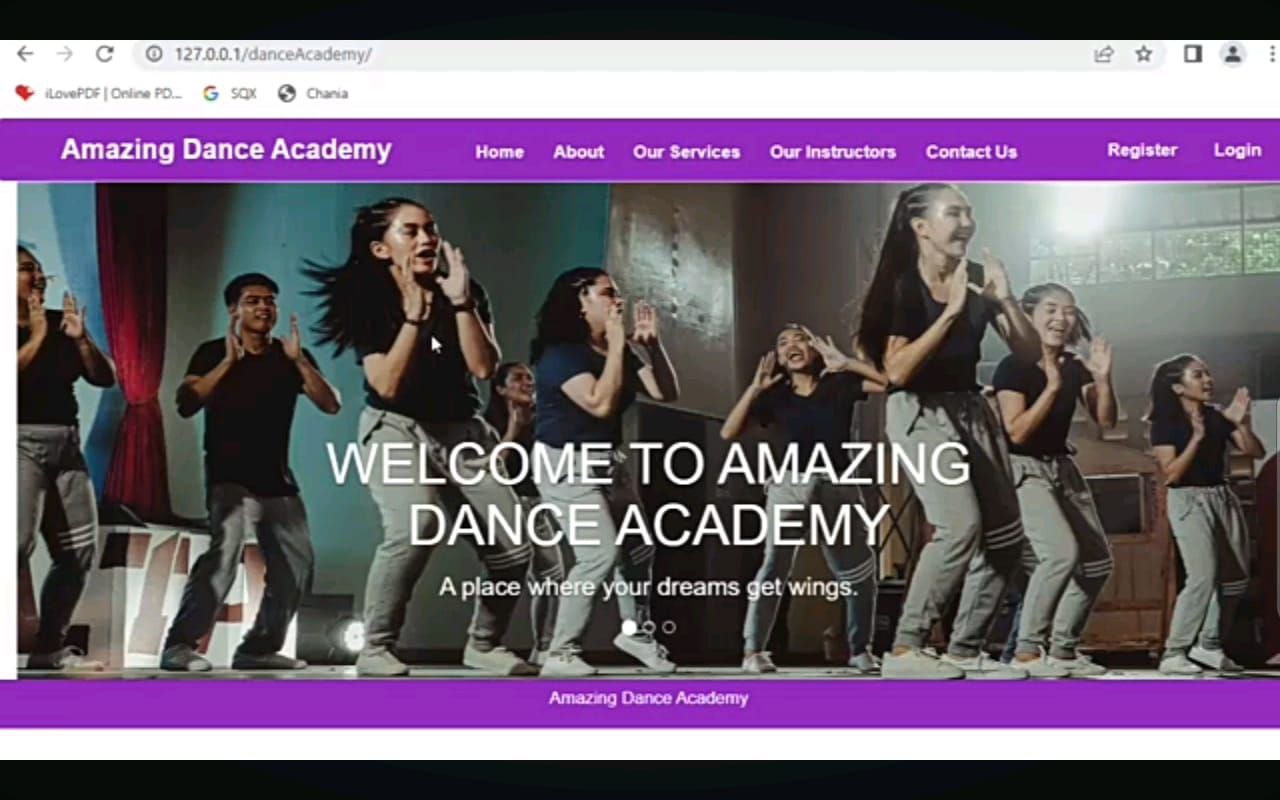 127.0.0.1/danceAcademy/
iLovePDF | Online PD... SQX Chania
Amazing Dance Academy Home About Our Services Our Instructors Contact Us Register Login
WELCOME TO AMAZING
DANCE ACADEMY
A place where your dreams get wings.
Amazing Dance Academy